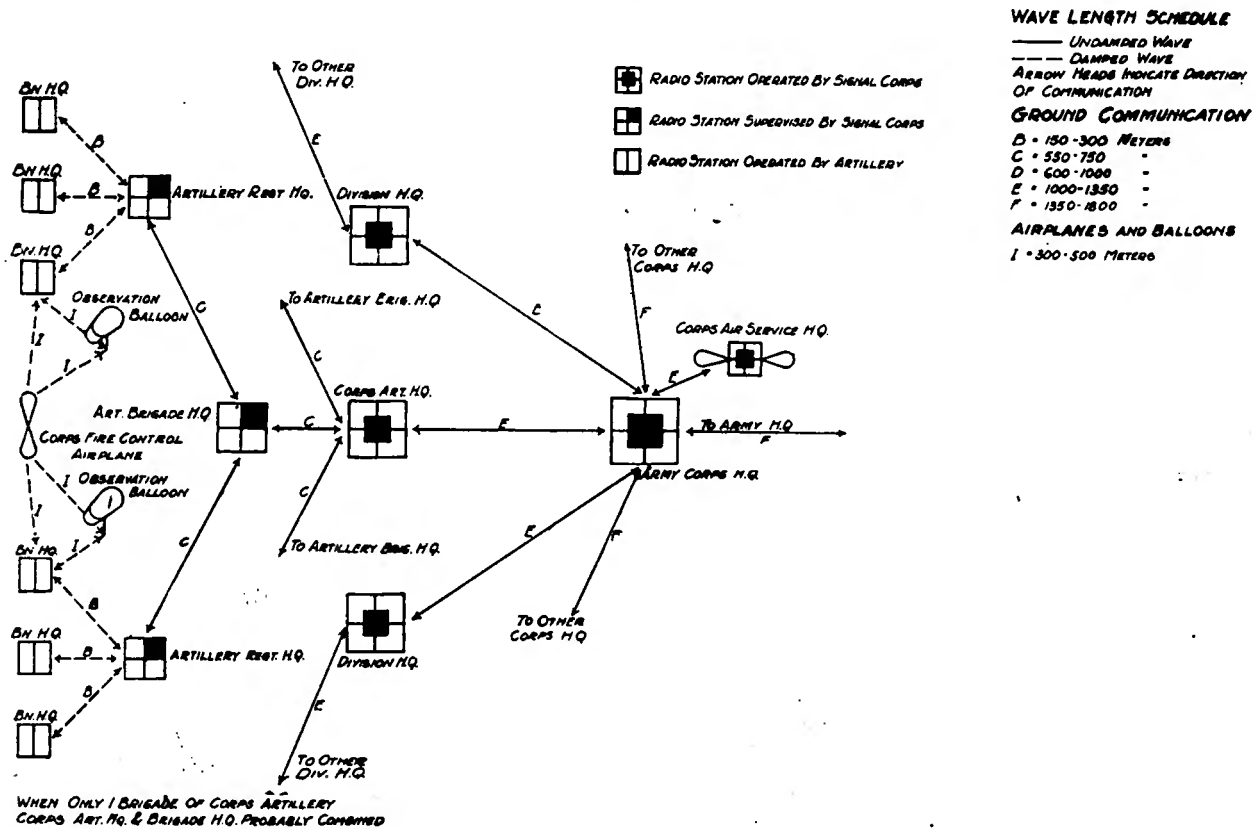 WAVE LENGTH SCHEDULE
UNDAMPED WAVE
DAMPED WAVE
ARROW HEADS INDICATE DIRECTION
OF COMMUNICATION
GROUND COMMUNICATION
B = 150-300 METERS
C = 550-750 "
D = 600-1000 "
E = 1000-1350 "
F = 1350-1800 "
AIRPLANES AND BALLOONS
I = 300-500 METERS
RADIO STATION OPERATED BY SIGNAL CORPS
RADIO STATION SUPERVISED BY SIGNAL CORPS
RADIO STATION OPERATED BY ARTILLERY
TO OTHER
DIV. H.Q.
E
BN H.Q.
B
BN H.Q.
B
ARTILLERY REGT HQ.
BN. H.Q.
B
DIVISION H.Q.
OBSERVATION
BALLOON
I
I
I
C
TO ARTILLERY BRIG. H.Q.
C
E
TO OTHER
CORPS H.Q
F
CORPS AIR SERVICE H.Q.
E
ART. BRIGADE H.Q
C
CORPS ART. H.Q.
E
ARMY CORPS H.Q.
TO ARMY H.Q
F
CORPS FIRE CONTROL
AIRPLANE
OBSERVATION
BALLOON
I
I
I
C
C
TO ARTILLERY BRIG. H.Q.
E
F
TO OTHER
CORPS H.Q
BN HQ.
B
BN H.Q.
B
ARTILLERY REGT. H.Q.
BN. H.Q.
B
DIVISION H.Q.
E
TO OTHER
DIV. H.Q.
WHEN ONLY 1 BRIGADE OF CORPS ARTILLERY
CORPS ART. HQ. & BRIGADE H.Q. PROBABLY COMBINED